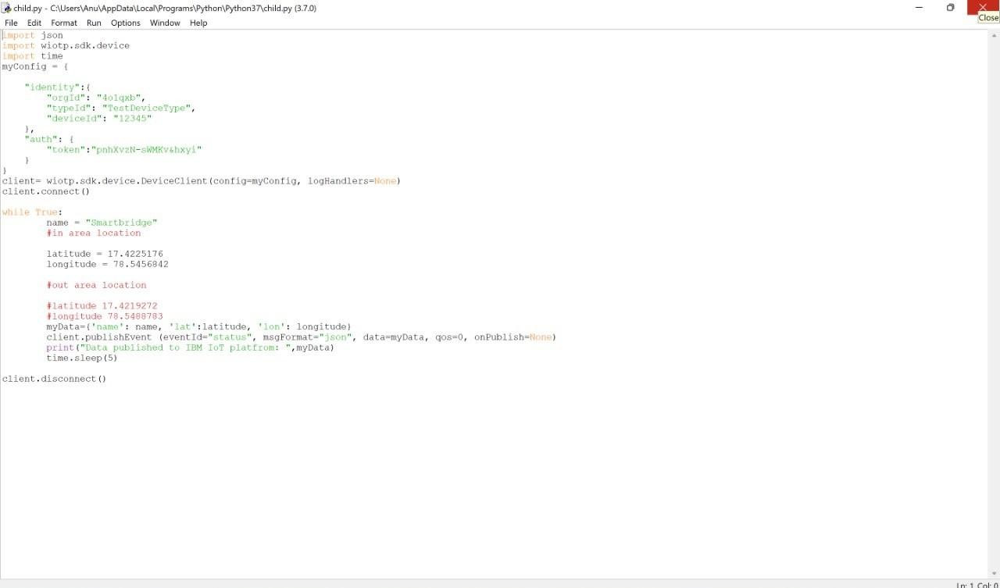 child.py - C:\Users\Anu\AppData\Local\Programs\Python\Python37\child.py (3.7.0)
Close
File Edit Format Run Options Window Help
import json
import wiotp.sdk.device
import time
myConfig = {
    "identity":{
        "orgId": "4olqxb",
        "typeId": "TestDeviceType",
        "deviceId": "12345"
    },
    "auth": {
        "token":"pnhXvzN-sWMKv&hxyi"
    }
}
client= wiotp.sdk.device.DeviceClient(config=myConfig, logHandlers=None)
client.connect()
while True:
        name = "Smartbridge"
        #in area location
        latitude = 17.4225176
        longitude = 78.5456842
        #out area location
        #latitude 17.4219272
        #longitude 78.5488783
        myData={'name': name, 'lat':latitude, 'lon': longitude}
        client.publishEvent (eventId="status", msgFormat="json", data=myData, qos=0, onPublish=None)
        print("Data published to IBM IoT platfrom: ",myData)
        time.sleep(5)
client.disconnect()
Ln: 1 Col: 0